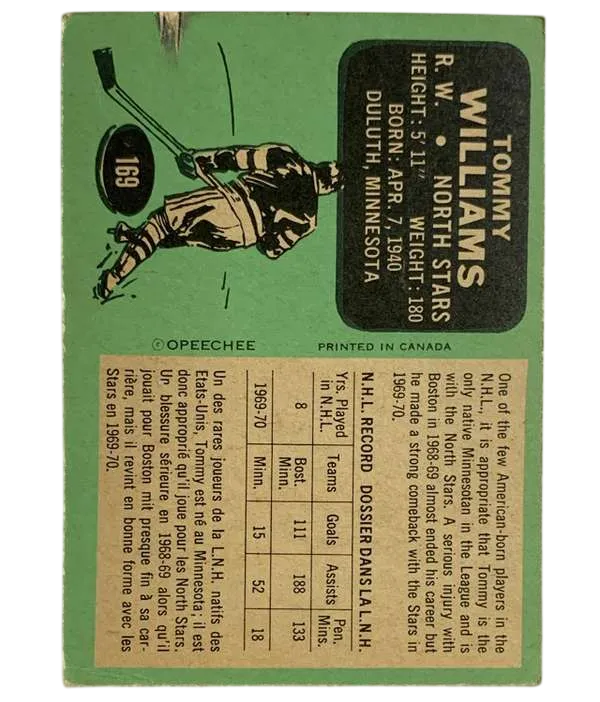 TOMMY
WILLIAMS
R. W. • NORTH STARS
HEIGHT: 5'11" WEIGHT: 180
BORN: APR. 7, 1940
DULUTH, MINNESOTA
169
© OPEECHEE PRINTED IN CANADA
One of the few American-born players in the
N.H.L., it is appropriate that Tommy is the
only native Minnesotan in the League and is
with the North Stars. A serious injury with
Boston in 1968-69 almost ended his career but
he made a strong comeback with the Stars in
1969-70.
N.H.L. RECORD DOSSIER DANS LA L.N.H.
Yrs. Played in N.H.L. Teams Goals Assists Pen. Mins.
8 Bost. Minn. 111 188 133
1969-70 Minn. 15 52 18
Un des rares joueurs de la L.N.H. natifs des
Etats-Unis, Tommy est né au Minnesota; il est
donc approprié qu'il joue pour les North Stars.
Ur blessure sérieure en 1968-69 alors qu'il
jouait pour Boston mit presque fin à sa car-
rière, mais il revint en bonne forme avec les
Stars en 1969-70.